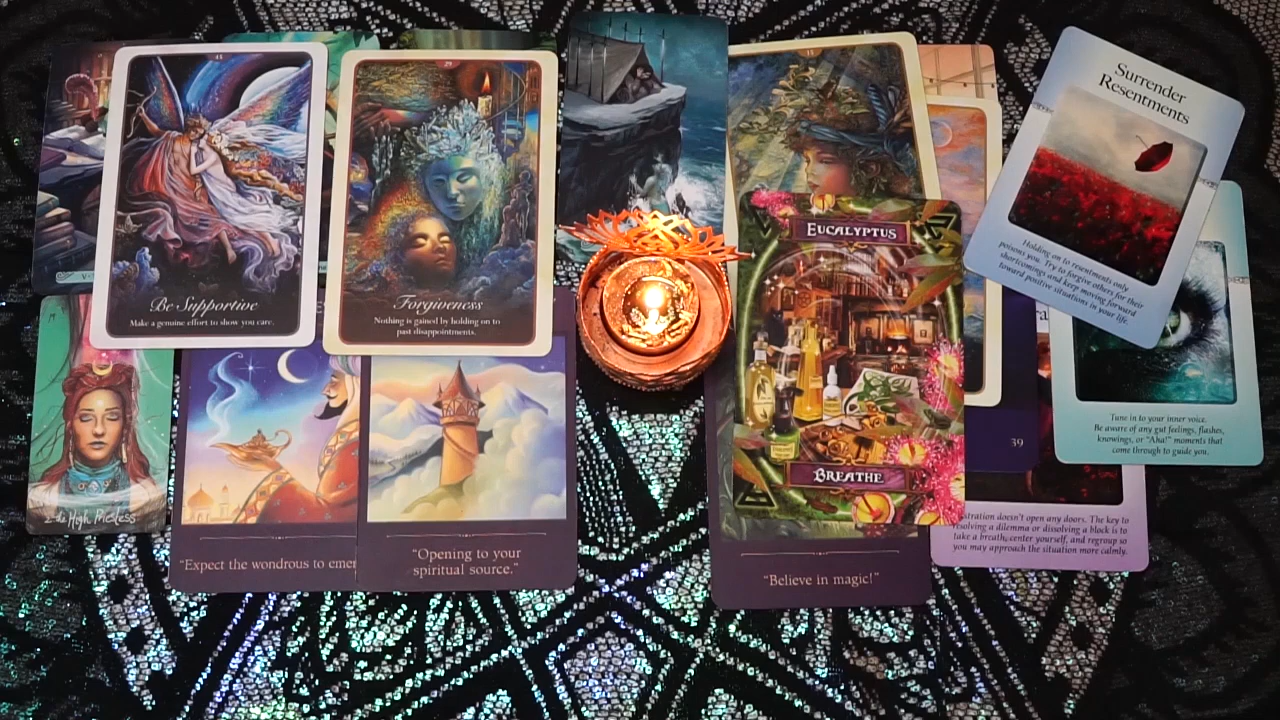 Be Supportive
Make a genuine effort to show you care.
29
Forgiveness
Nothing is gained by holding on to
past disappointments.
Surrender
Resentments
Holding on to resentments only
poisons you. Try to forgive others for their
shortcomings and keep moving forward
toward positive situations in your life.
EUCALYPTUS
BREATHE
Tune in to your inner voice.
Be aware of any gut feelings, flashes,
knowings, or "Aha!" moments that
come through to guide you.
39
2 the High Priestess
"Expect the wondrous to emer
"Opening to your
spiritual source."
"Believe in magic!"
stration doesn't open any doors. The key to
resolving a dilemma or dissolving a block is to
take a breath, center yourself, and regroup so
you may approach the situation more calmly.